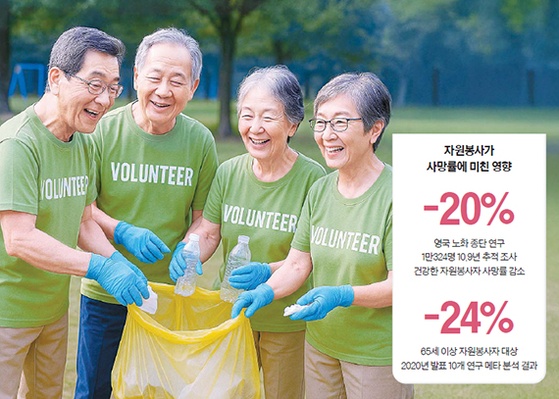 VOLUNTEER
VOLUNTEER
VOLUNTEER
VOLUNTEER
자원봉사가
사망률에 미친 영향
-20%
영국 노화 종단 연구
1만324명 10.9년 추적 조사
건강한 자원봉사자 사망률 감소
-24%
65세 이상 자원봉사자 대상
2020년 발표 10개 연구 메타 분석 결과